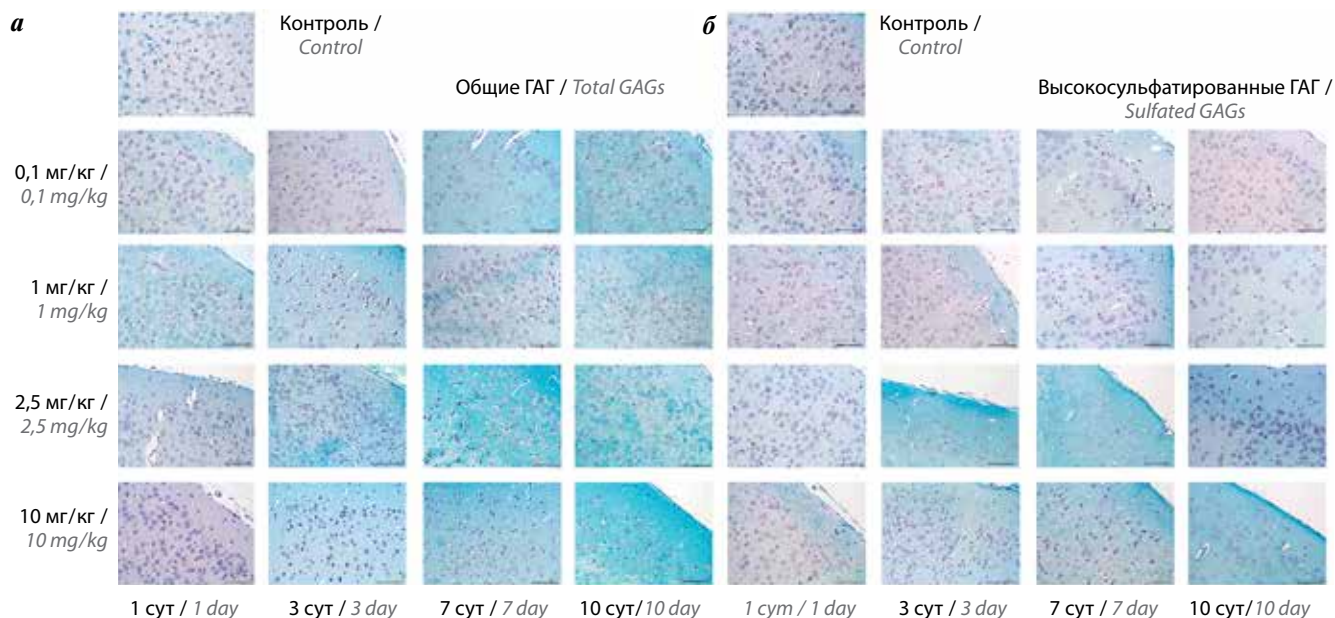 а
Контроль /
Control
Общие ГАГ / Total GAGs
б
Контроль /
Control
Высокосульфатированные ГАГ /
Sulfated GAGs
0,1 мг/кг /
0,1 mg/kg
1 мг/кг /
1 mg/kg
2,5 мг/кг /
2,5 mg/kg
10 мг/кг /
10 mg/kg
1 сут / 1 day
3 сут / 3 day
7 сут / 7 day
10 сут/10 day
1 сут / 1 day
3 сут / 3 day
7 сут / 7 day
10 сут/10 day